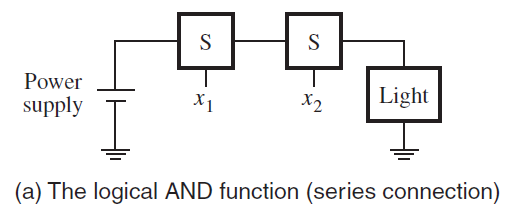 S S
Power
supply
x1 x2
Light
(a) The logical AND function (series connection)